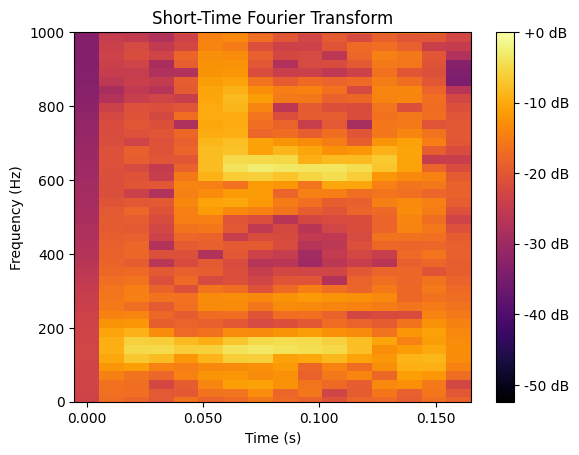 Short-Time Fourier Transform
1000
800
600
400
200
0
Frequency (Hz)
0.000
0.050
0.100
0.150
Time (s)
+0 dB
-10 dB
-20 dB
-30 dB
-40 dB
-50 dB